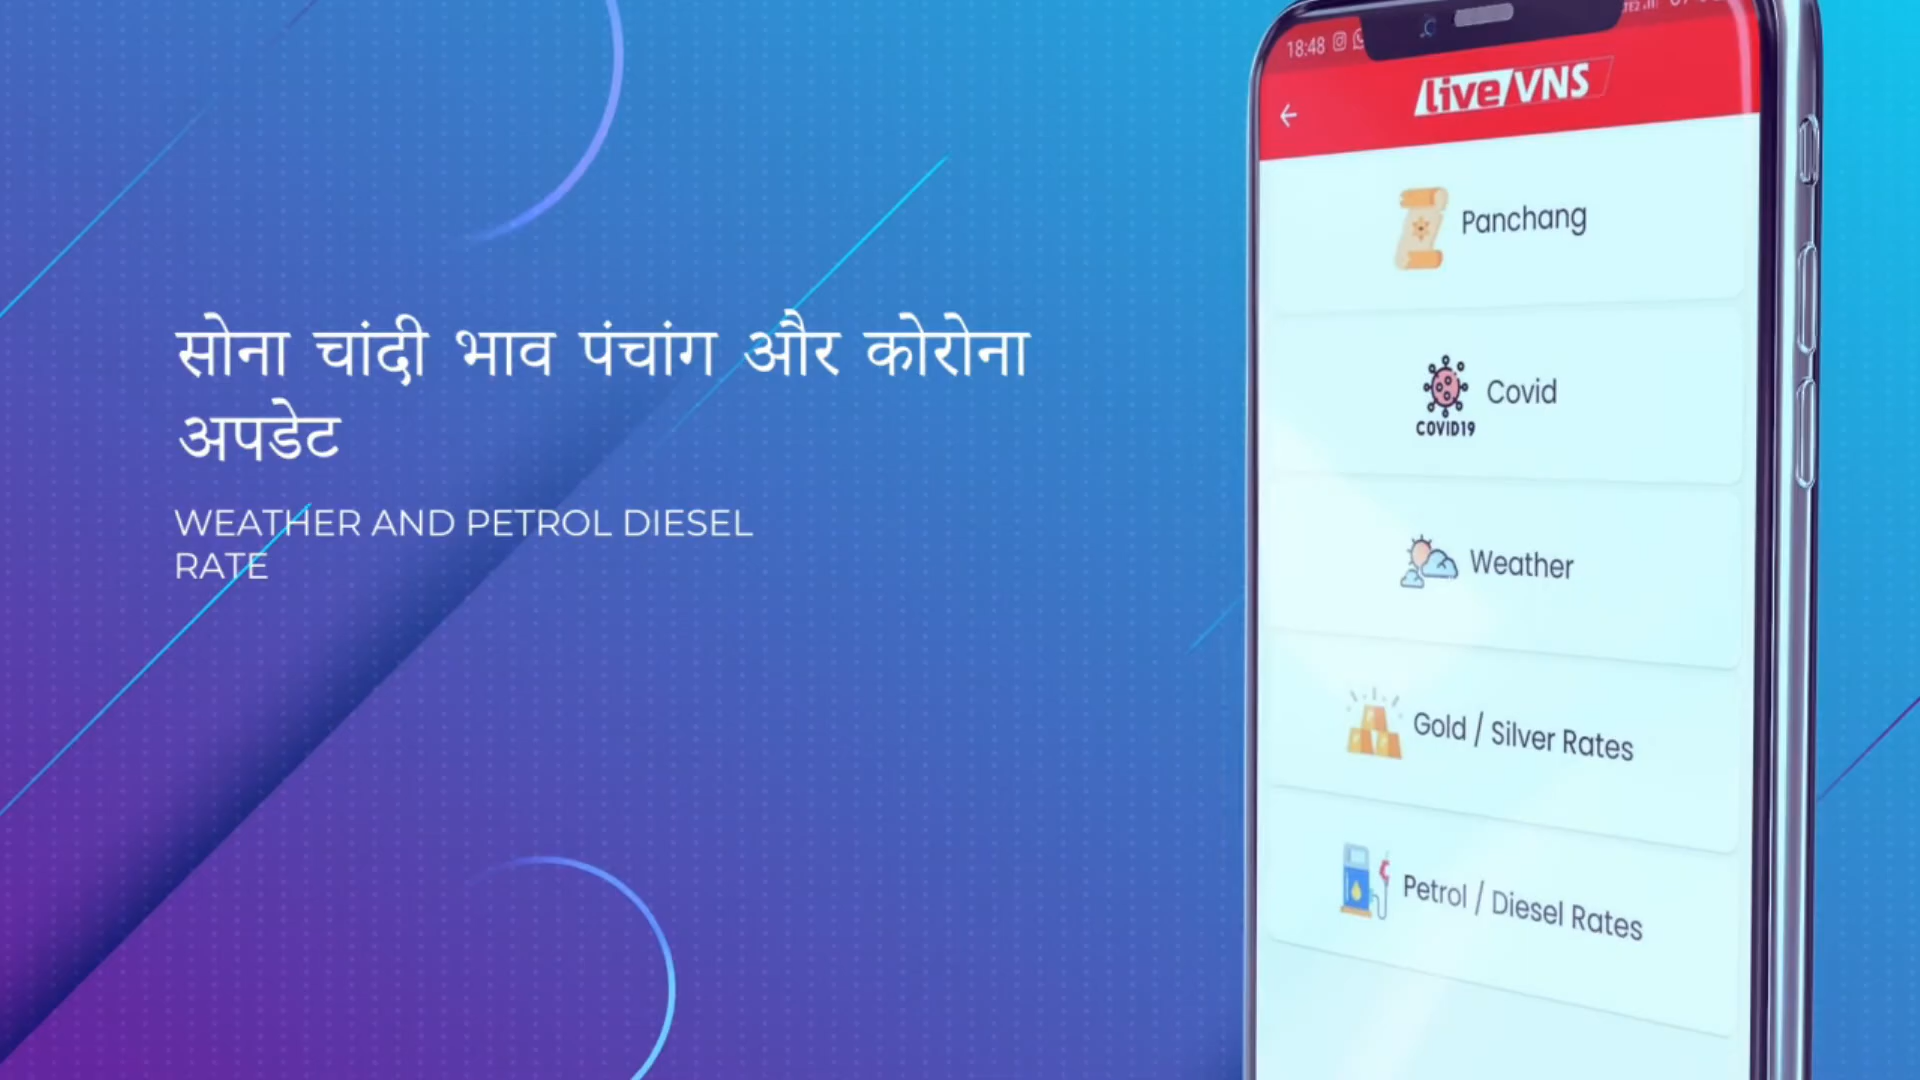 सोना चांदी भाव पंचांग और कोरोना
अपडेट
WEATHER AND PETROL DIESEL
RATE
18:48
live VNS
Panchang
COVID19
Covid
Weather
Gold / Silver Rates
Petrol / Diesel Rates